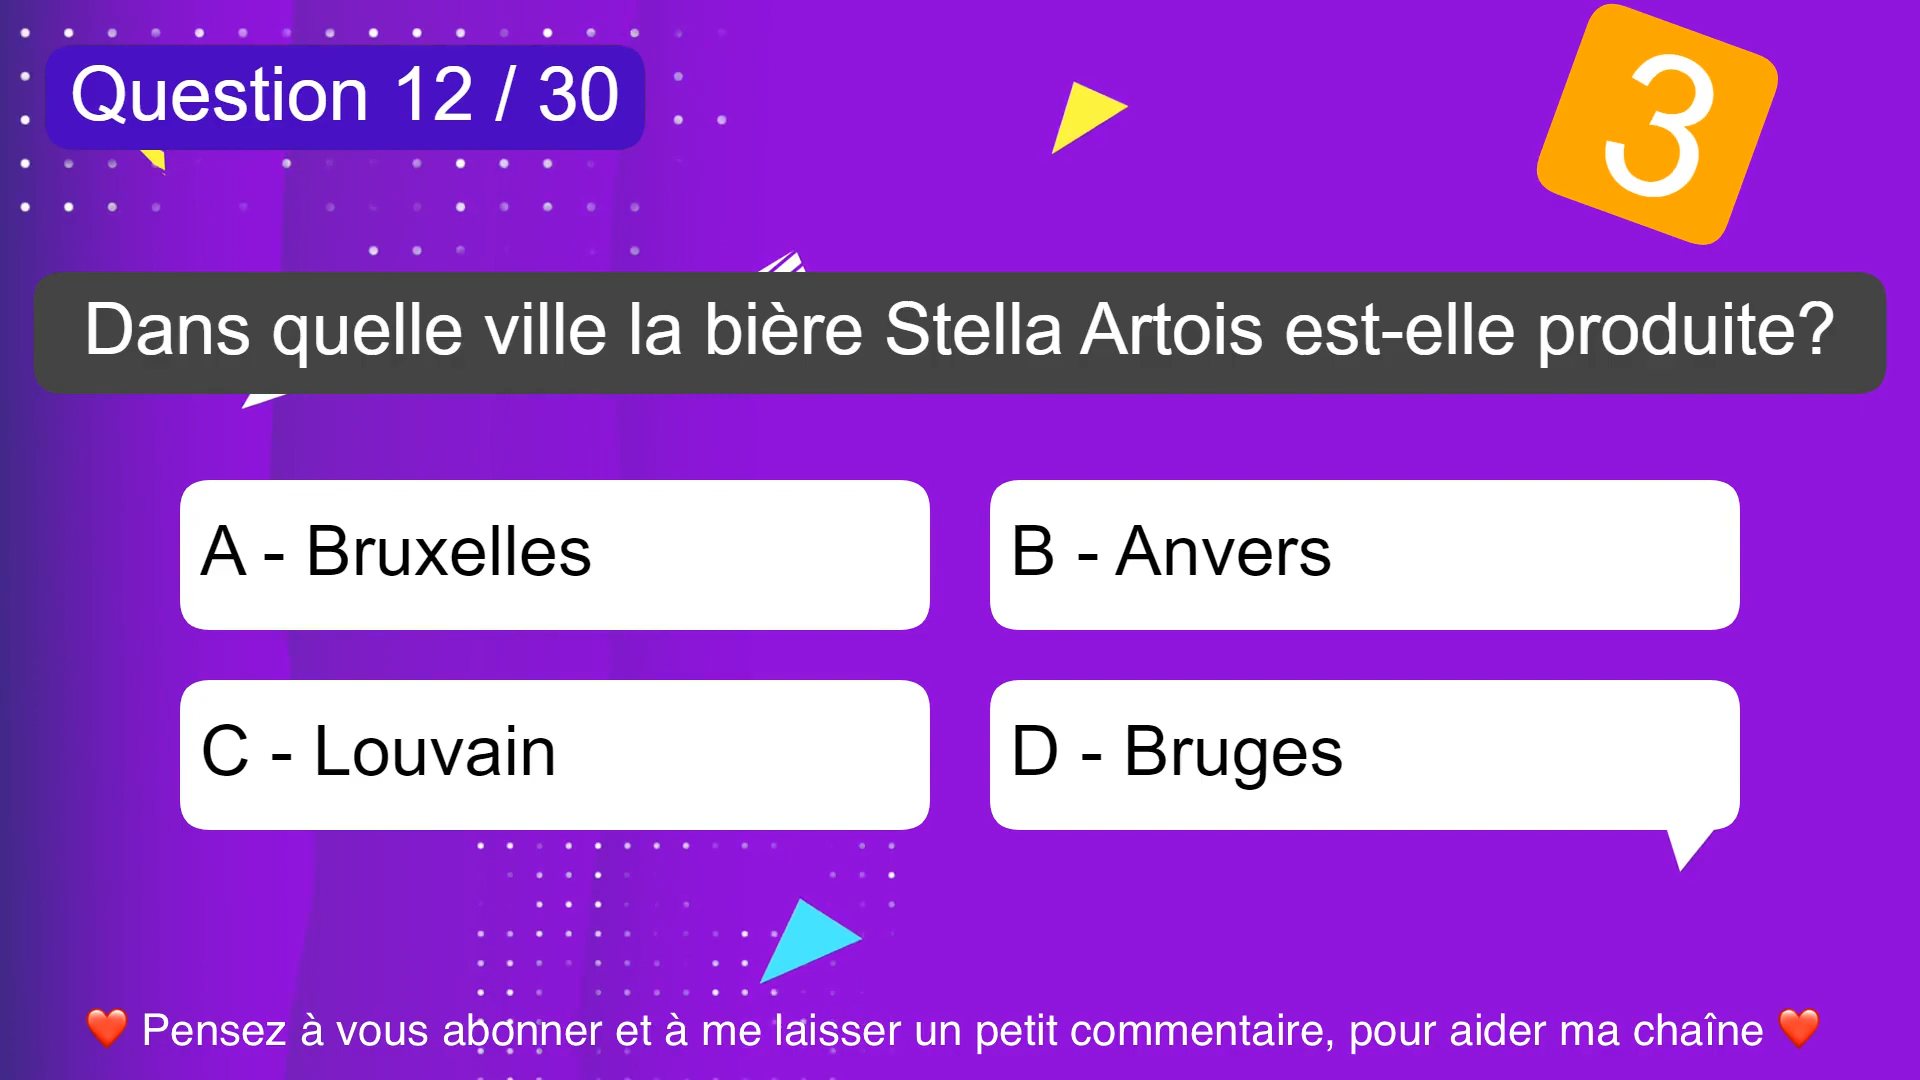 Question 12 / 30
3
Dans quelle ville la bière Stella Artois est-elle produite?
A - Bruxelles
B - Anvers
C - Louvain
D - Bruges
❤️ Pensez à vous abonner et à me laisser un petit commentaire, pour aider ma chaîne ❤️